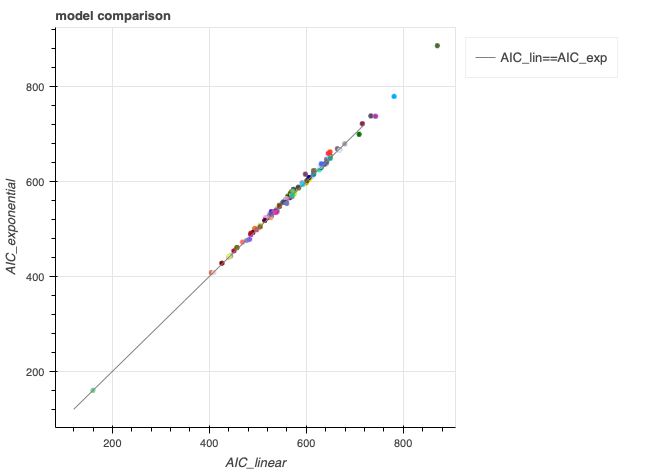 model comparison
AIC_lin==AIC_exp
AIC_exponential
800
600
400
200
200 400 600 800
AIC_linear